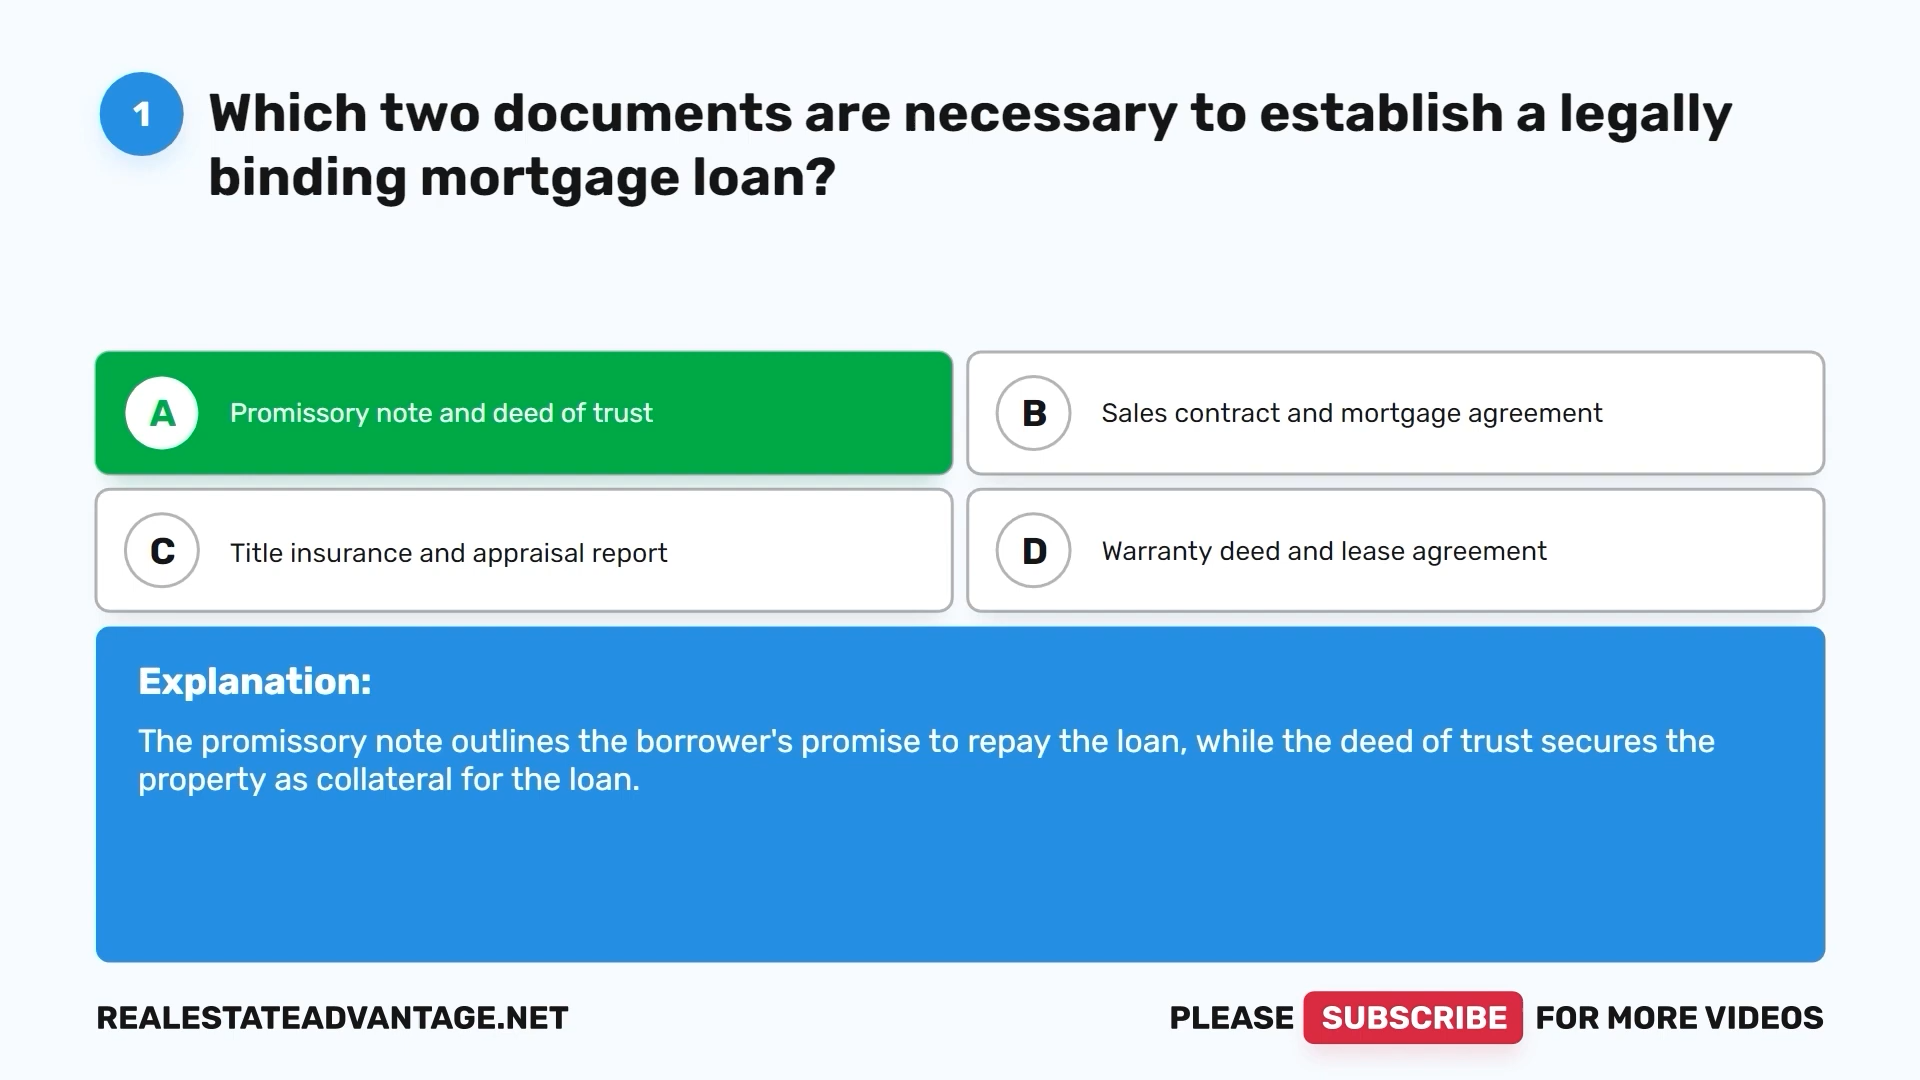 1
Which two documents are necessary to establish a legally
binding mortgage loan?
A Promissory note and deed of trust
B Sales contract and mortgage agreement
C Title insurance and appraisal report
D Warranty deed and lease agreement
Explanation:
The promissory note outlines the borrower's promise to repay the loan, while the deed of trust secures the
property as collateral for the loan.
REALESTATEADVANTAGE.NET
PLEASE SUBSCRIBE FOR MORE VIDEOS